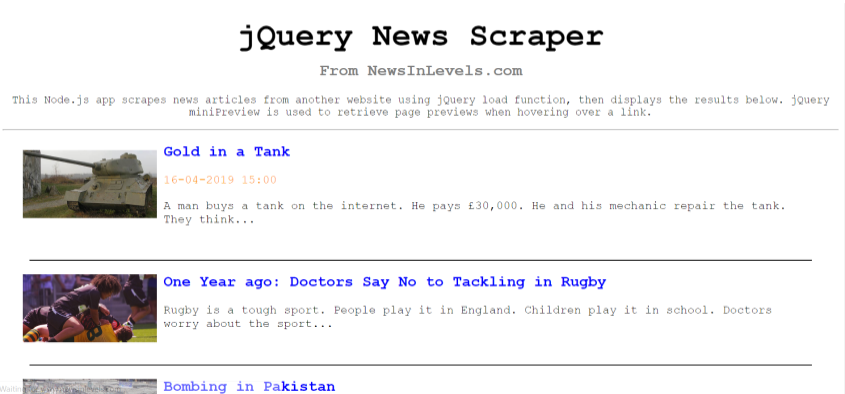 jQuery News Scraper
From NewsInLevels.com
This Node.js app scrapes news articles from another website using jQuery load function, then displays the results below. jQuery
miniPreview is used to retrieve page previews when hovering over a link.
Gold in a Tank
16-04-2019 15:00
A man buys a tank on the internet. He pays £30,000. He and his mechanic repair the tank.
They think...
One Year ago: Doctors Say No to Tackling in Rugby
Rugby is a tough sport. People play it in England. Children play it in school. Doctors
worry about the sport...
Bombing in Pakistan